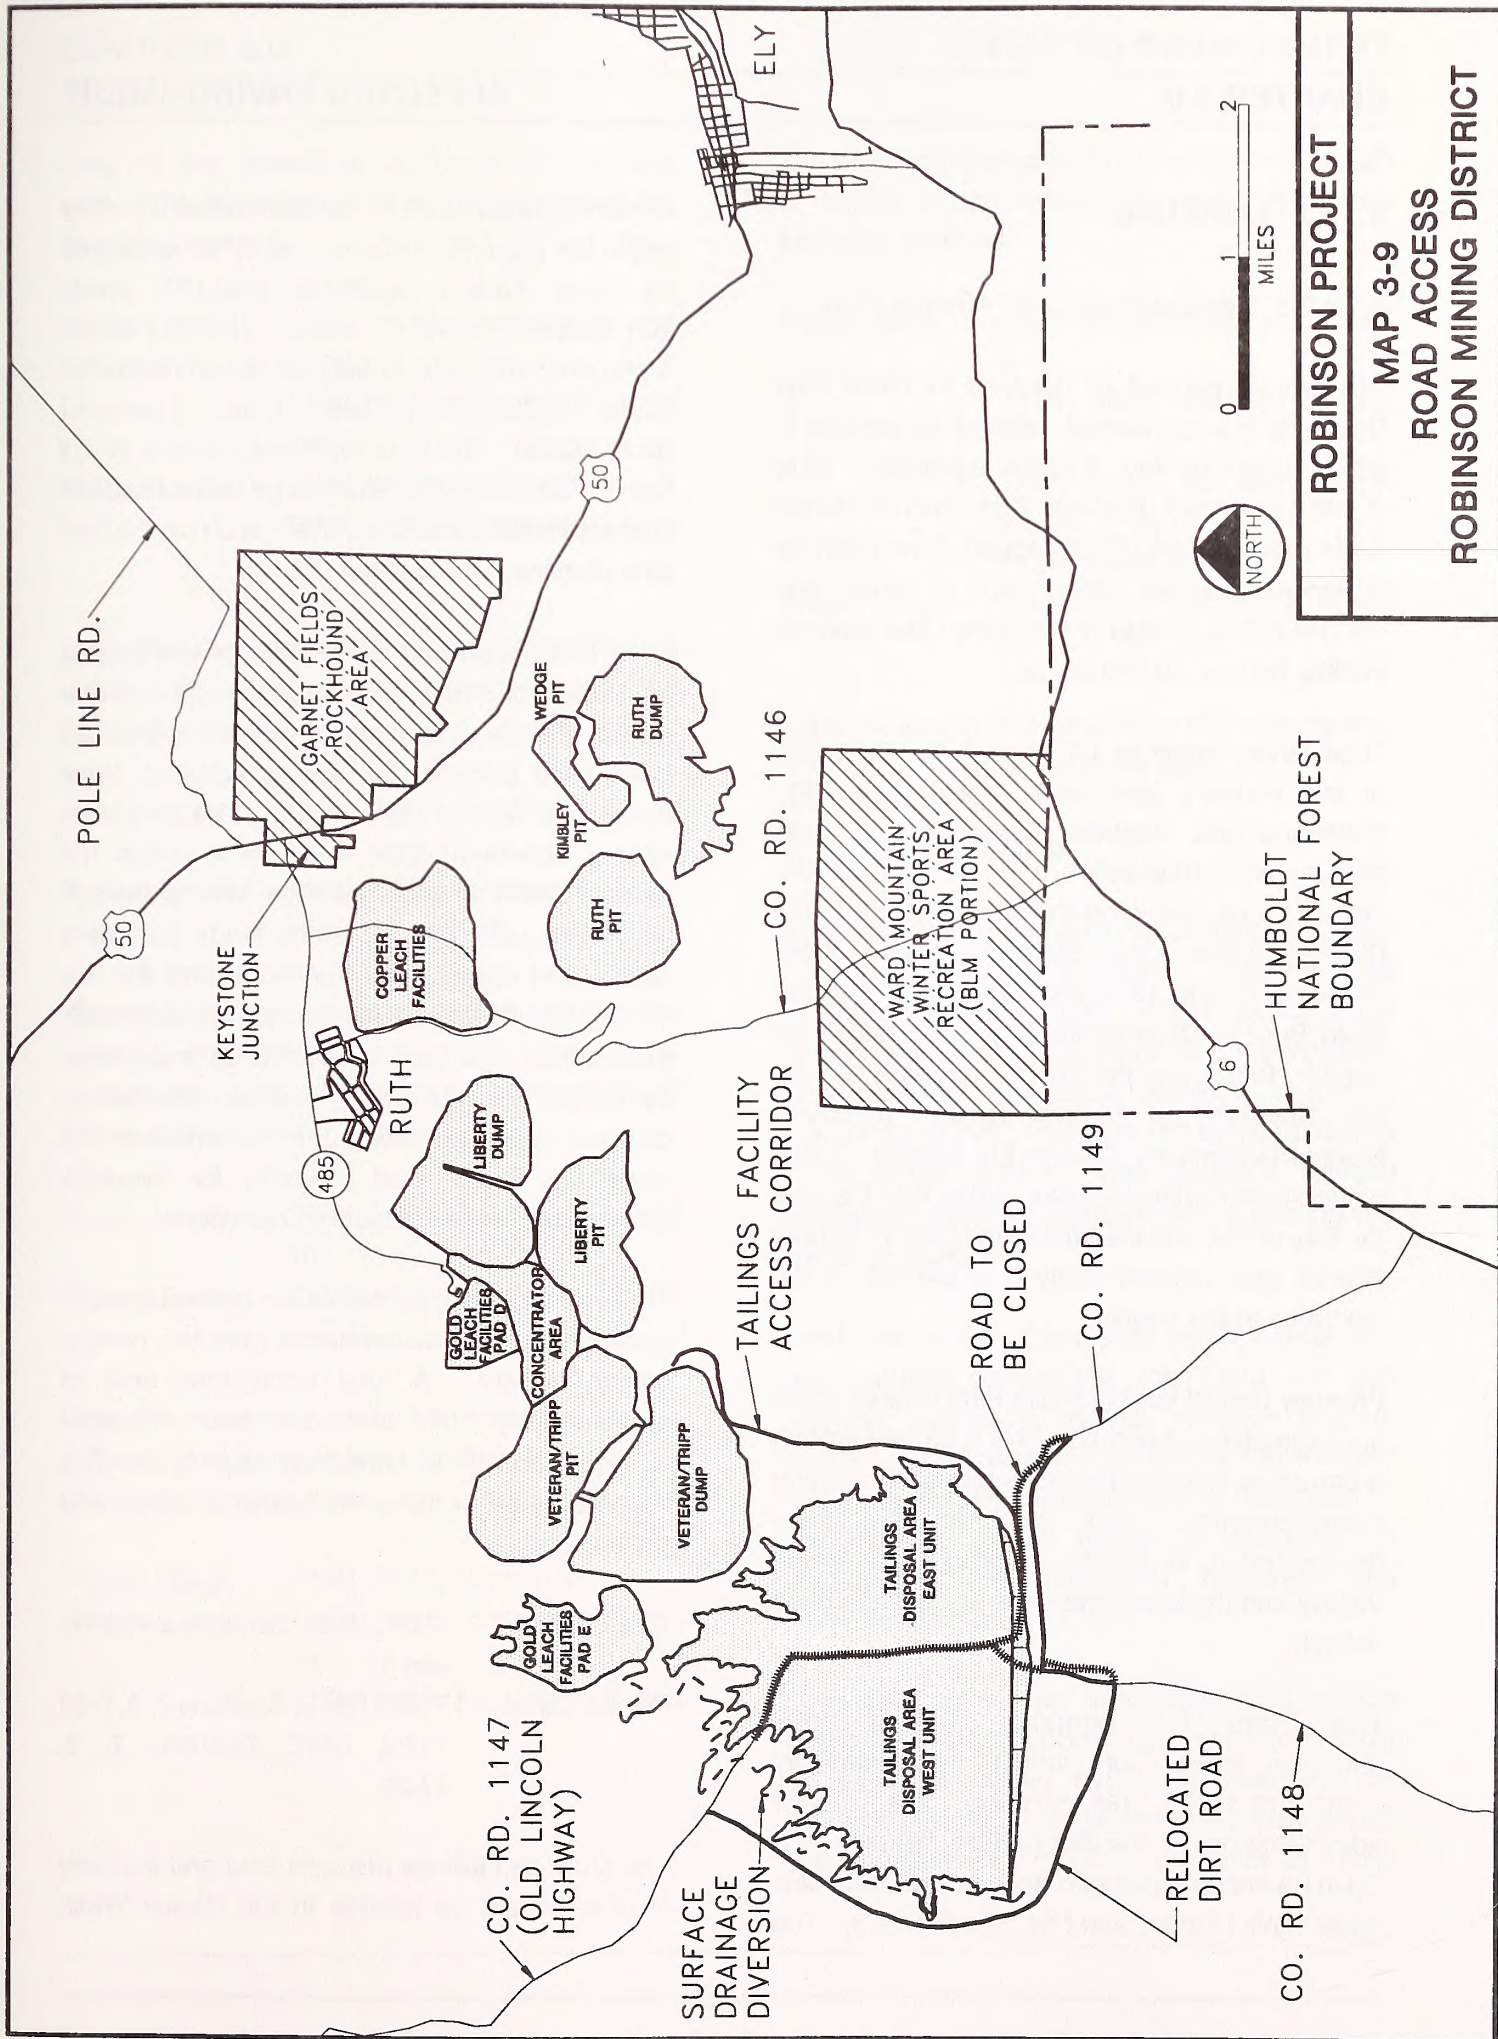 POLE LINE RD.
50
KEYSTONE
JUNCTION
GARNET FIELDS
ROCKHOUND
AREA
50
ELY
485
RUTH
COPPER
LEACH
FACILITIES
WEDGE
PIT
KIMBLEY
PIT
RUTH
DUMP
RUTH
PIT
LIBERTY
DUMP
LIBERTY
PIT
GOLD
LEACH
FACILITIES
PAD D
CONCENTRATOR
AREA
VETERAN/TRIPP
PIT
VETERAN/TRIPP
DUMP
GOLD
LEACH
FACILITIES
PAD E
CO. RD. 1147
(OLD LINCOLN
HIGHWAY)
SURFACE
DRAINAGE
DIVERSION
TAILINGS
DISPOSAL AREA
WEST UNIT
TAILINGS
DISPOSAL AREA
EAST UNIT
TAILINGS FACILITY
ACCESS CORRIDOR
CO. RD. 1146
WARD MOUNTAIN
WINTER SPORTS
RECREATION AREA
(BLM PORTION)
ROAD TO
BE CLOSED
CO. RD. 1149
6
HUMBOLDT
NATIONAL FOREST
BOUNDARY
RELOCATED
DIRT ROAD
CO. RD. 1148
NORTH
0 1 2
MILES
ROBINSON PROJECT
MAP 3-9
ROAD ACCESS
ROBINSON MINING DISTRICT